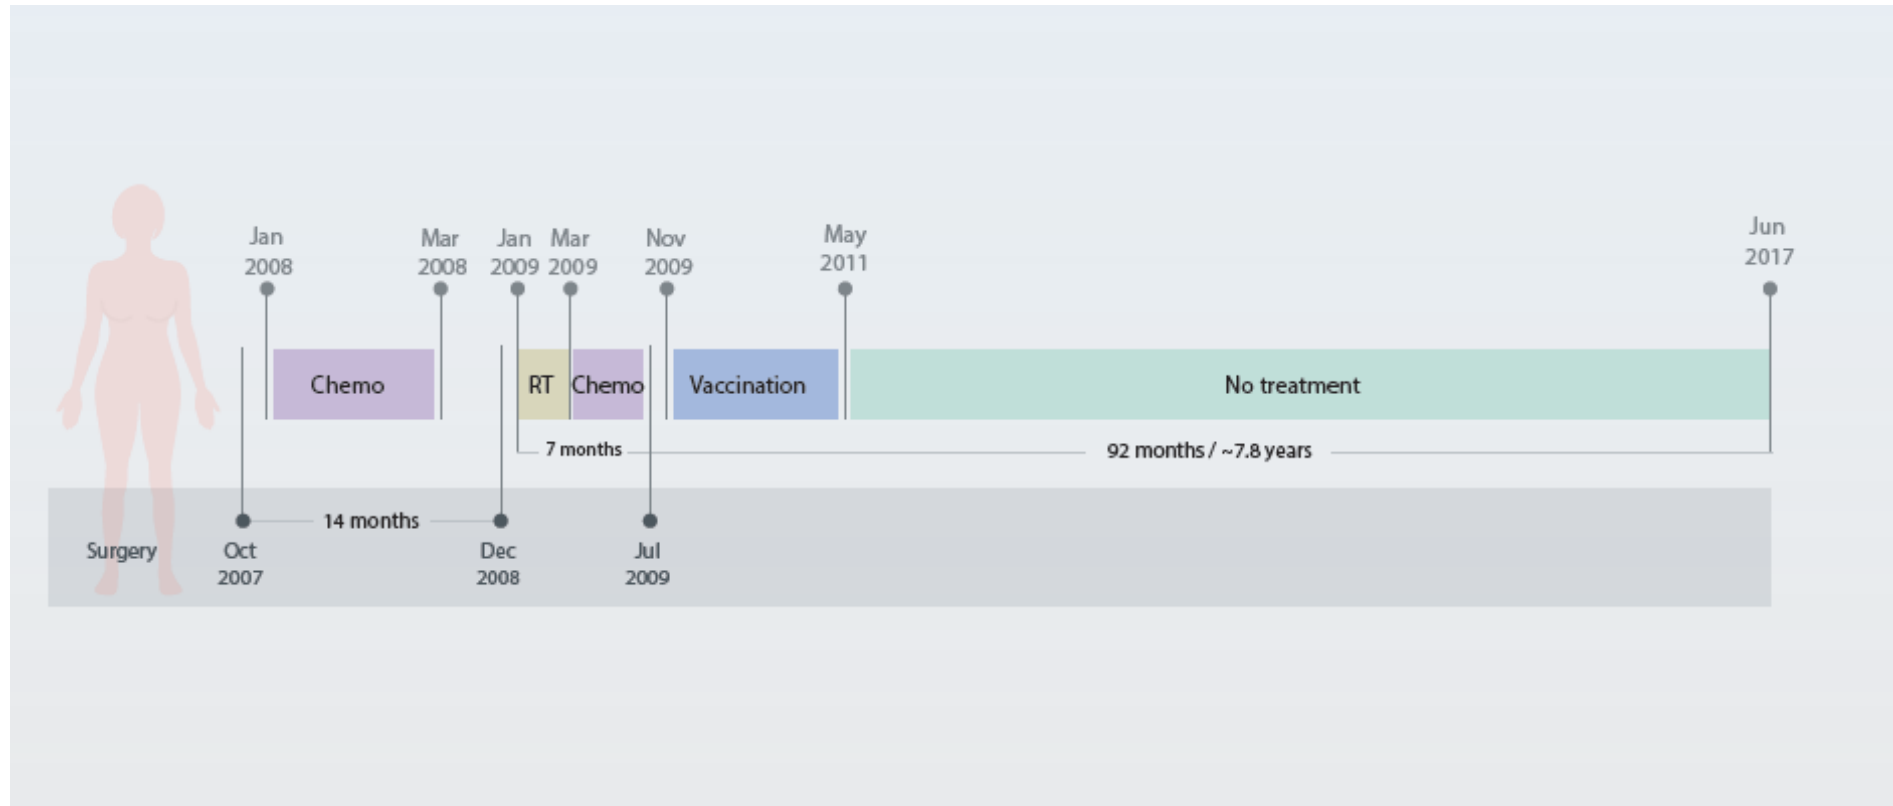 Jan
2008
Mar
2008
Jan
2009
Mar
2009
Nov
2009
May
2011
Jun
2017
Chemo
RT
Chemo
Vaccination
No treatment
7 months
92 months / ~7.8 years
14 months
Surgery
Oct
2007
Dec
2008
Jul
2009